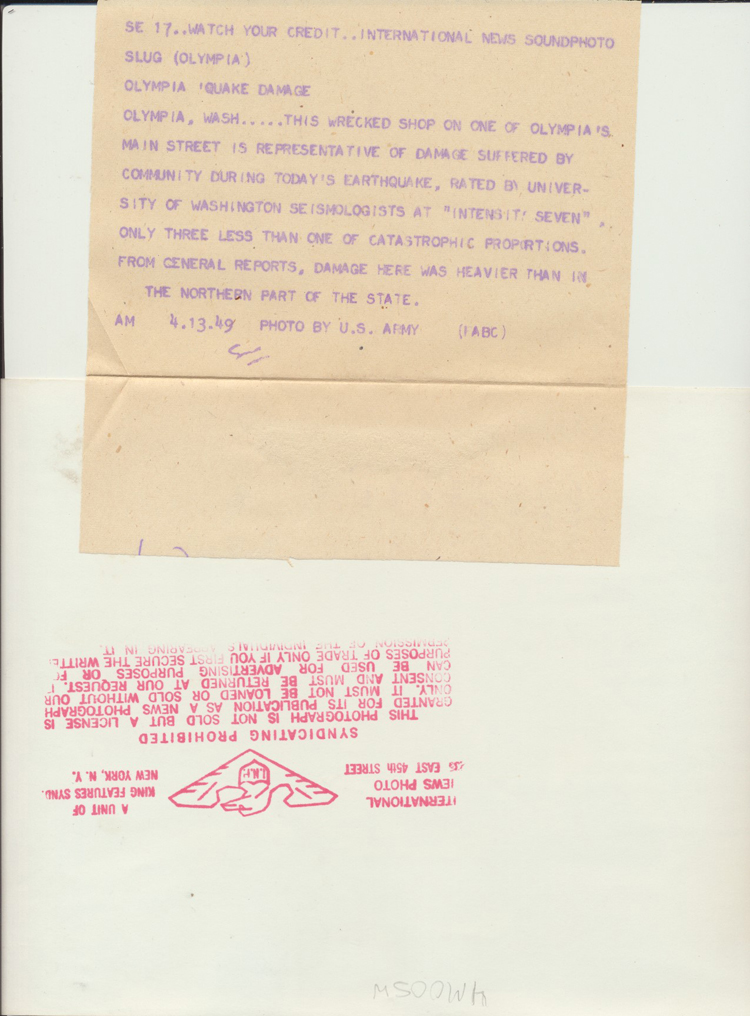 SE 17..WATCH YOUR CREDIT..INTERNATIONAL NEWS SOUNDPHOTO
SLUG (OLYMPIA)
OLYMPIA 'QUAKE DAMAGE
OLYMPIA, WASH.....THIS WRECKED SHOP ON ONE OF OLYMPIA'S
MAIN STREET IS REPRESENTATIVE OF DAMAGE SUFFERED BY
COMMUNITY DURING TODAY'S EARTHQUAKE, RATED BY UNIVER-
SITY OF WASHINGTON SEISMOLOGISTS AT "INTENSITY SEVEN",
ONLY THREE LESS THAN ONE OF CATASTROPHIC PROPORTIONS.
FROM GENERAL REPORTS, DAMAGE HERE WAS HEAVIER THAN IN
THE NORTHERN PART OF THE STATE.
AM 4.13.49 PHOTO BY U.S. ARMY (FABC)
INTERNATIONAL
NEWS PHOTO
235 EAST 45th STREET
I.N.P.
A UNIT OF
KING FEATURES SYND.
NEW YORK, N. Y.
SYNDICATING PROHIBITED
THIS PHOTOGRAPH IS NOT SOLD BUT A LICENSE IS
GRANTED FOR ITS PUBLICATION AS A NEWS PHOTOGRAPH
ONLY. IT MUST NOT BE LOANED OR SOLD WITHOUT OUR
CONSENT AND MUST BE RETURNED AT OUR REQUEST.
CAN BE USED FOR ADVERTISING PURPOSES OR
PURPOSES OF TRADE ONLY IF YOU FIRST SECURE THE WRITTE
PERMISSION OF THE INDIVIDUALS APPEARING IN IT.